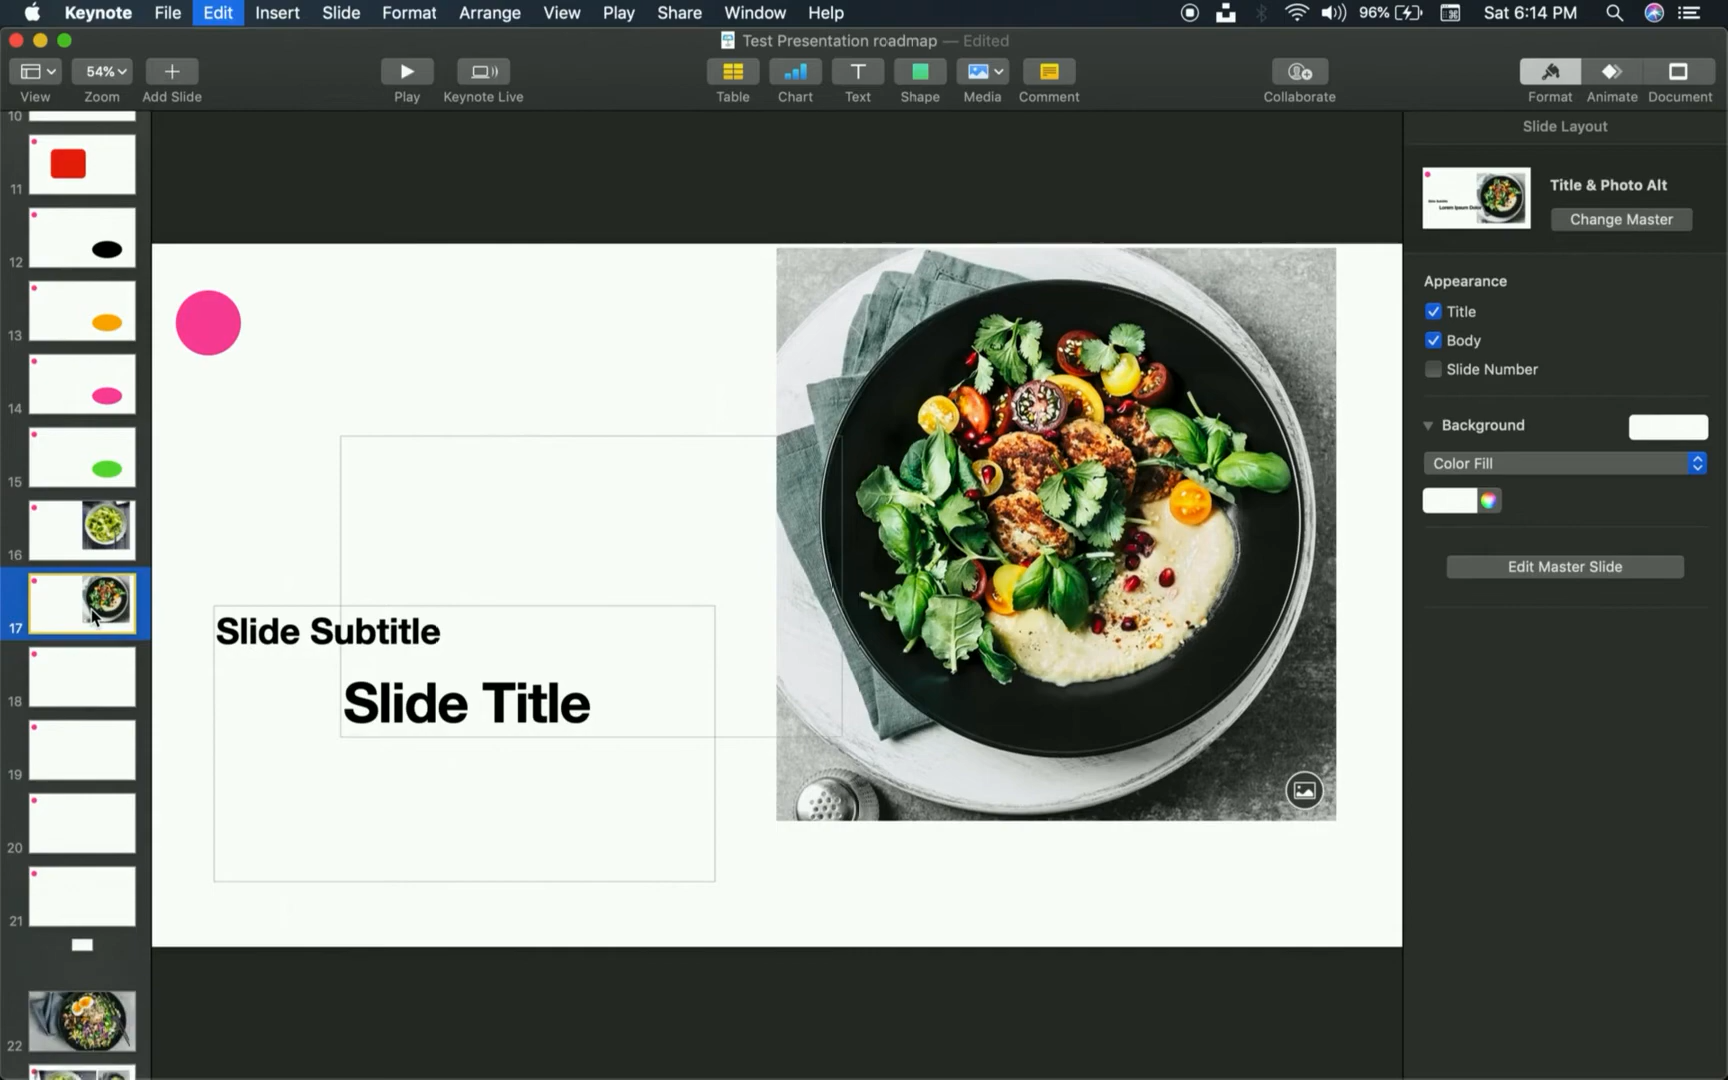 Keynote File Edit Insert Slide Format Arrange View Play Share Window Help 96% Sat 6:14 PM
Test Presentation roadmap — Edited
54%
View Zoom Add Slide Play Keynote Live Table Chart Text Shape Media Comment Collaborate Format Animate Document
10
11
12
13
14
15
16
17
18
19
20
21
22
Slide Subtitle
Slide Title
Slide Layout
Title & Photo Alt
Change Master
Appearance
Title
Body
Slide Number
Background
Color Fill
Edit Master Slide